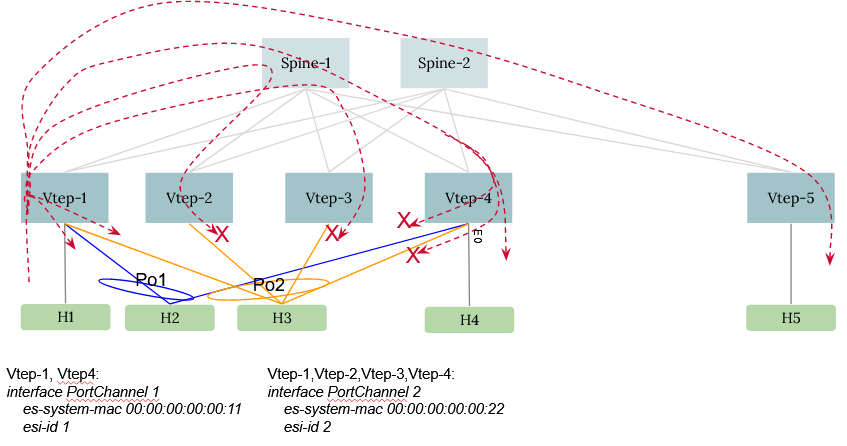 Spine-1
Spine-2
Vtep-1
Vtep-2
Vtep-3
Vtep-4
Vtep-5
X
X
X
X
Po1
Po2
H1
H2
H3
H4
H5
Vtep-1, Vtep4:
interface PortChannel 1
es-system-mac 00:00:00:00:00:11
esi-id 1
Vtep-1,Vtep-2,Vtep-3,Vtep-4:
interface PortChannel 2
es-system-mac 00:00:00:00:00:22
esi-id 2